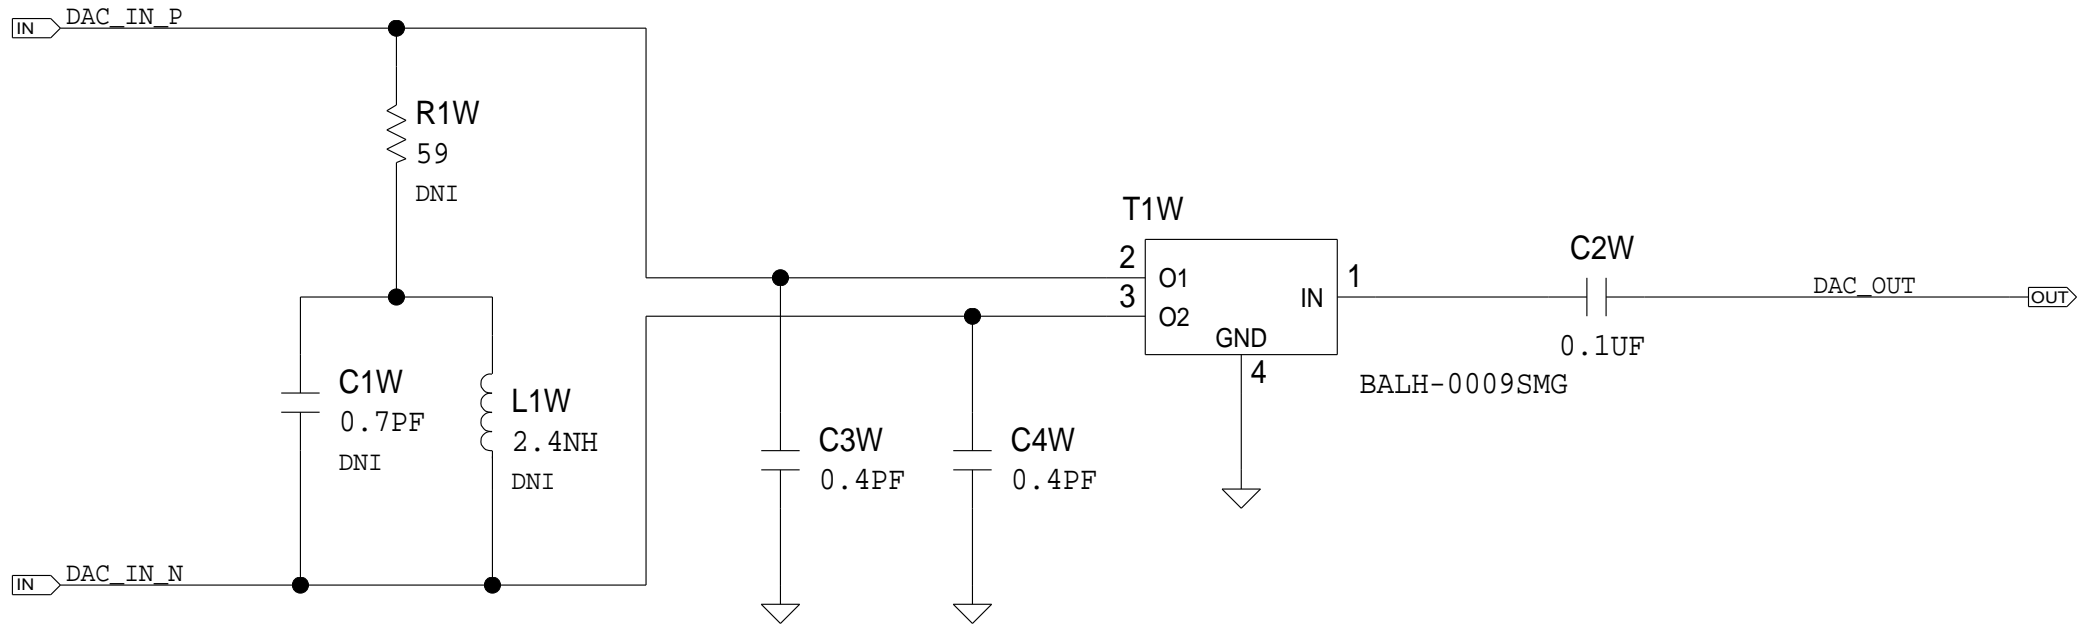 IN DAC_IN_P
R1W
59
DNI
T1W
2 O1
3 O2
IN 1
GND
4
BALH-0009SMG
C2W
0.1UF
DAC_OUT OUT
C1W
0.7PF
DNI
L1W
2.4NH
DNI
C3W
0.4PF
C4W
0.4PF
IN DAC_IN_N